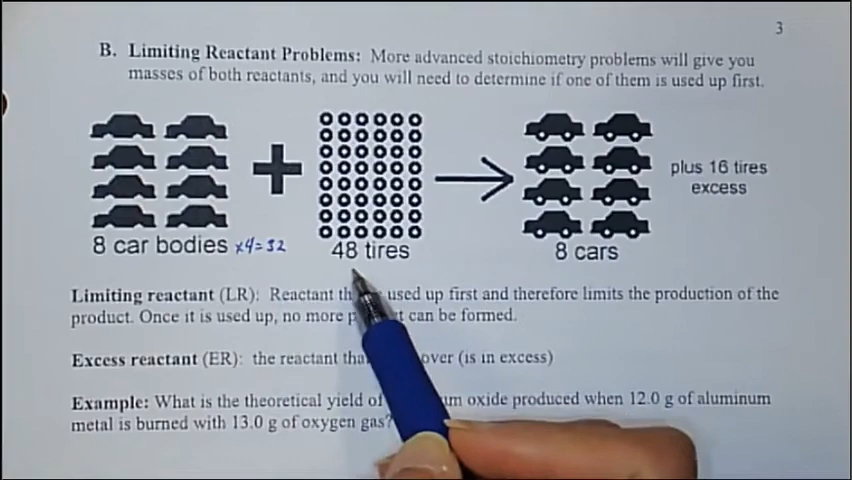 3
B. Limiting Reactant Problems: More advanced stoichiometry problems will give you
masses of both reactants, and you will need to determine if one of them is used up first.
plus 16 tires
excess
8 car bodies ×4=32
48 tires
8 cars
Limiting reactant (LR): Reactant used up first and therefore limits the production of the
product. Once it is used up, no more can be formed.
Excess reactant (ER): the reactant over (is in excess)
Example: What is the theoretical yield of oxide produced when 12.0 g of aluminum
metal is burned with 13.0 g of oxygen gas?